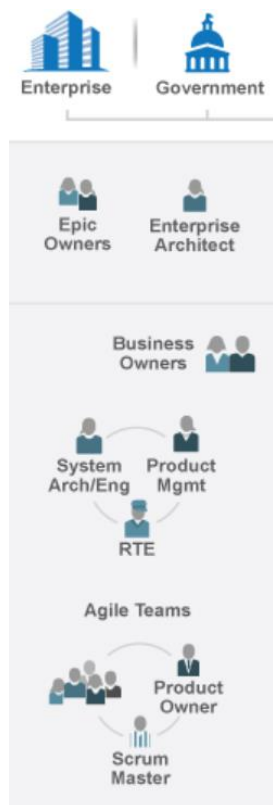 Enterprise
Government
Epic
Owners
Enterprise
Architect
Business
Owners
System
Arch/Eng
Product
Mgmt
RTE
Agile Teams
Product
Owner
Scrum
Master